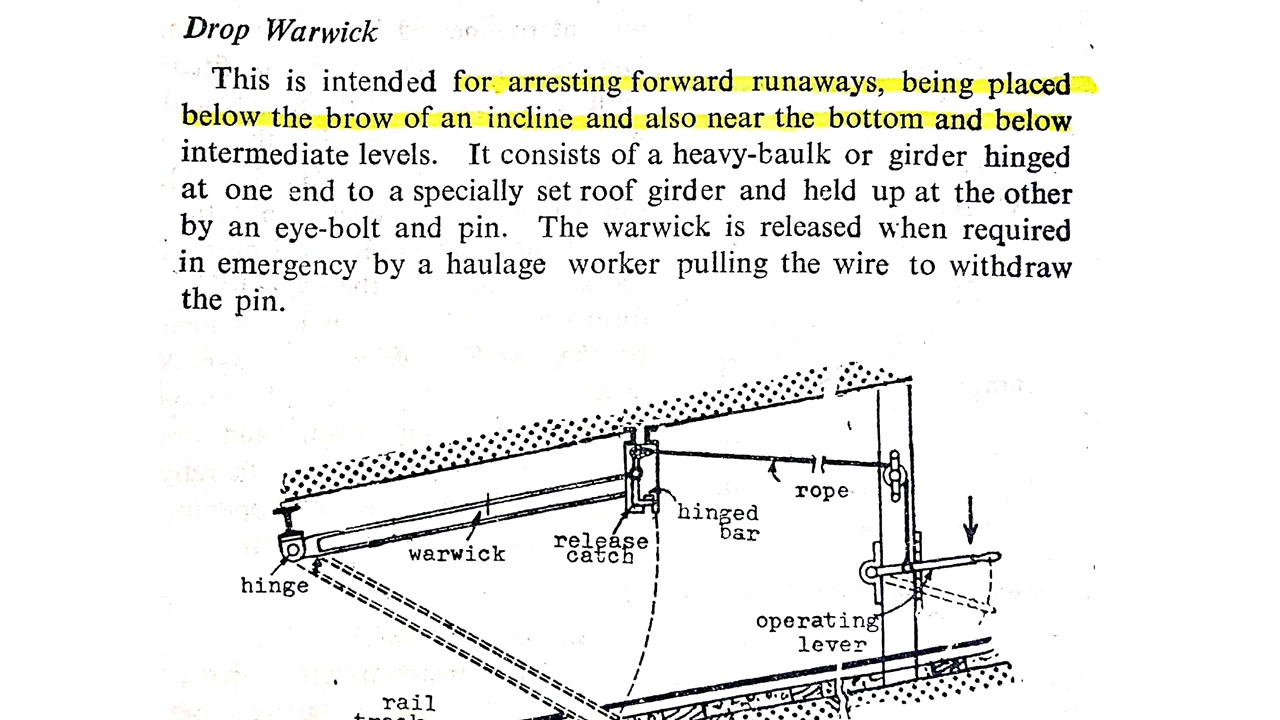 Drop Warwick
This is intended for arresting forward runaways, being placed
below the brow of an incline and also near the bottom and below
intermediate levels. It consists of a heavy-baulk or girder hinged
at one end to a specially set roof girder and held up at the other
by an eye-bolt and pin. The warwick is released when required
in emergency by a haulage worker pulling the wire to withdraw
the pin.
rope
hinged
bar
release
catch
warwick
hinge
operating
lever
rail
track